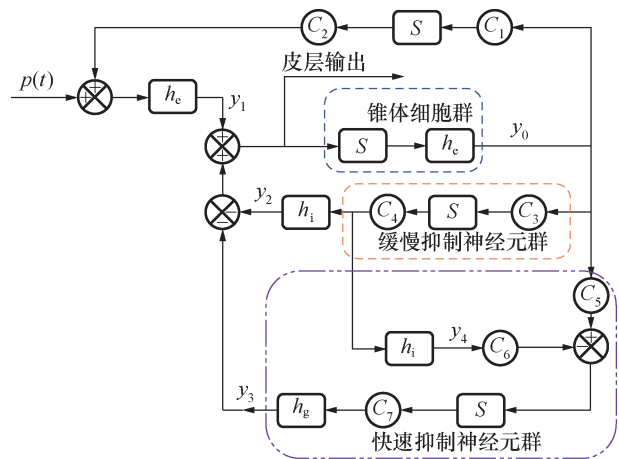 C₂ S C₁
皮层输出
p(t) + + hₑ y₁
锥体细胞群
+ + S hₑ y₀
y₂
− − hᵢ C₄ S C₃
缓慢抑制神经元群
C₅
hᵢ y₄ C₆ + −
y₃ h_g C₇ S
快速抑制神经元群